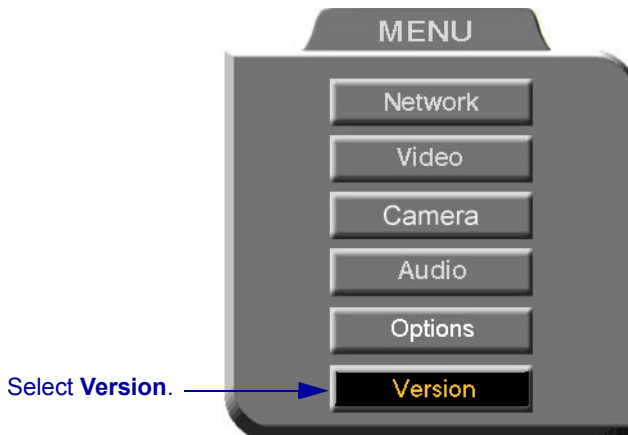 MENU
Network
Video
Camera
Audio
Options
Select Version.
Version